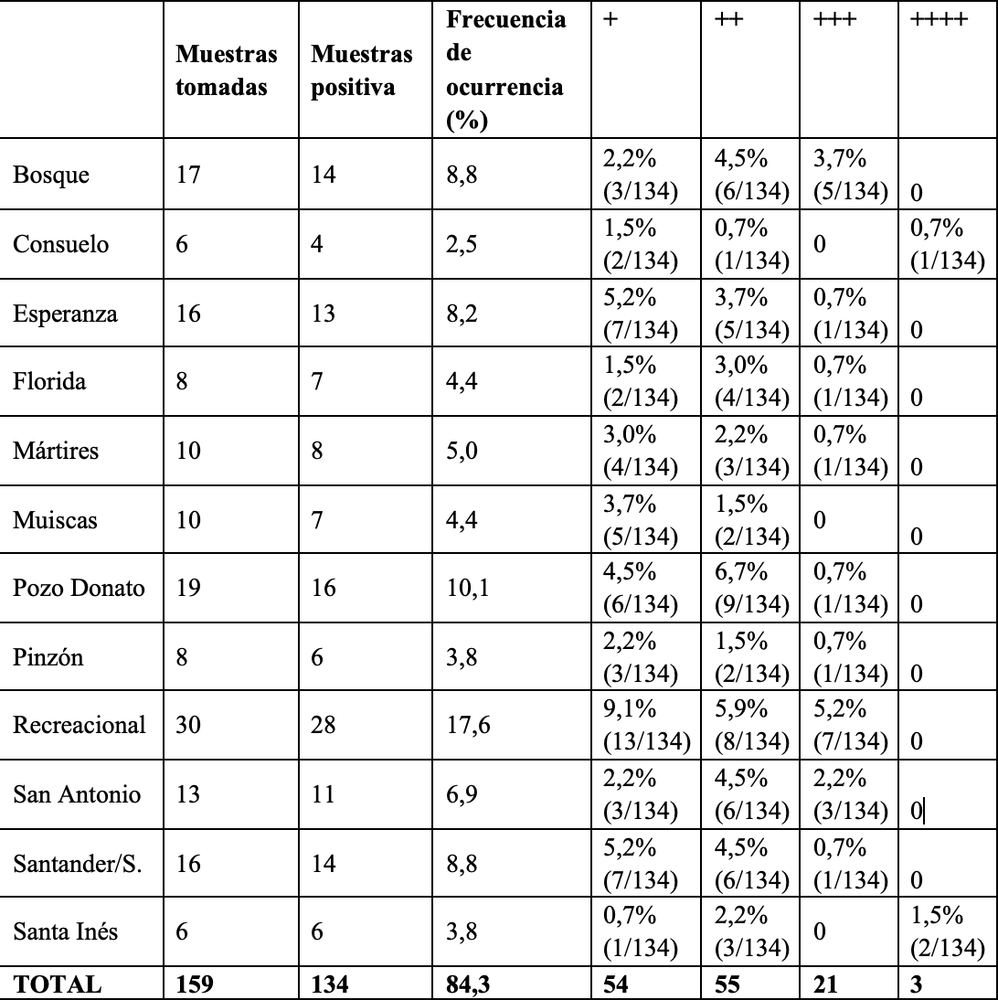 Muestras tomadas | Muestras positiva | Frecuencia de ocurrencia (%) | + | ++ | +++ | ++++
Bosque | 17 | 14 | 8,8 | 2,2% (3/134) | 4,5% (6/134) | 3,7% (5/134) | 0
Consuelo | 6 | 4 | 2,5 | 1,5% (2/134) | 0,7% (1/134) | 0 | 0,7% (1/134)
Esperanza | 16 | 13 | 8,2 | 5,2% (7/134) | 3,7% (5/134) | 0,7% (1/134) | 0
Florida | 8 | 7 | 4,4 | 1,5% (2/134) | 3,0% (4/134) | 0,7% (1/134) | 0
Mártires | 10 | 8 | 5,0 | 3,0% (4/134) | 2,2% (3/134) | 0,7% (1/134) | 0
Muiscas | 10 | 7 | 4,4 | 3,7% (5/134) | 1,5% (2/134) | 0 | 0
Pozo Donato | 19 | 16 | 10,1 | 4,5% (6/134) | 6,7% (9/134) | 0,7% (1/134) | 0
Pinzón | 8 | 6 | 3,8 | 2,2% (3/134) | 1,5% (2/134) | 0,7% (1/134) | 0
Recreacional | 30 | 28 | 17,6 | 9,1% (13/134) | 5,9% (8/134) | 5,2% (7/134) | 0
San Antonio | 13 | 11 | 6,9 | 2,2% (3/134) | 4,5% (6/134) | 2,2% (3/134) | 0
Santander/S. | 16 | 14 | 8,8 | 5,2% (7/134) | 4,5% (6/134) | 0,7% (1/134) | 0
Santa Inés | 6 | 6 | 3,8 | 0,7% (1/134) | 2,2% (3/134) | 0 | 1,5% (2/134)
TOTAL | 159 | 134 | 84,3 | 54 | 55 | 21 | 3